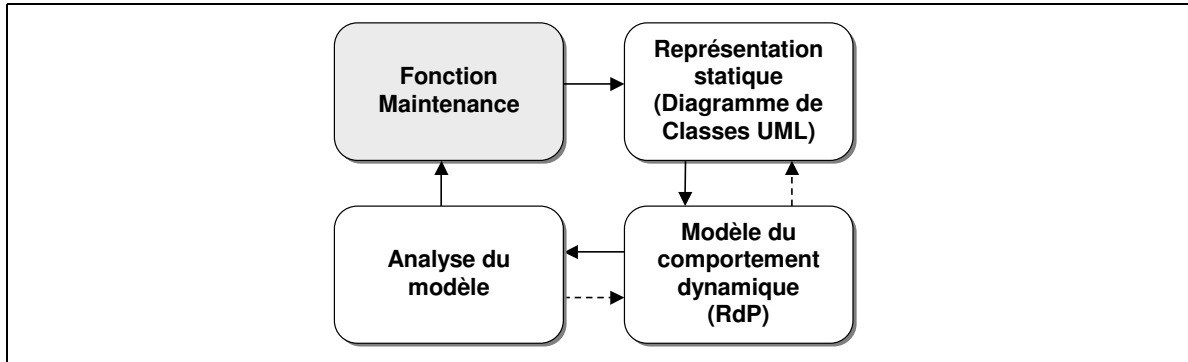 Fonction
Maintenance
Représentation
statique
(Diagramme de
Classes UML)
Analyse du
modèle
Modèle du
comportement
dynamique
(RdP)